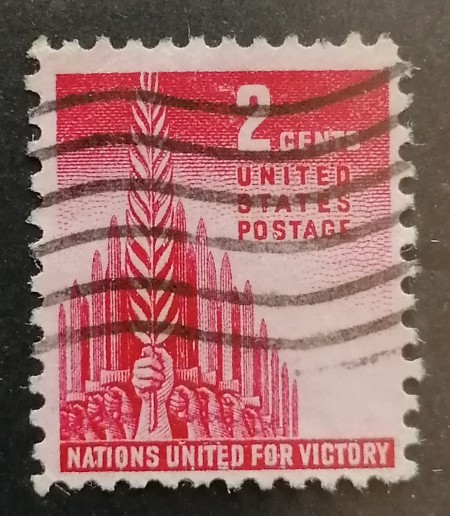 2 CENTS
UNITED
STATES
POSTAGE
NATIONS UNITED FOR VICTORY